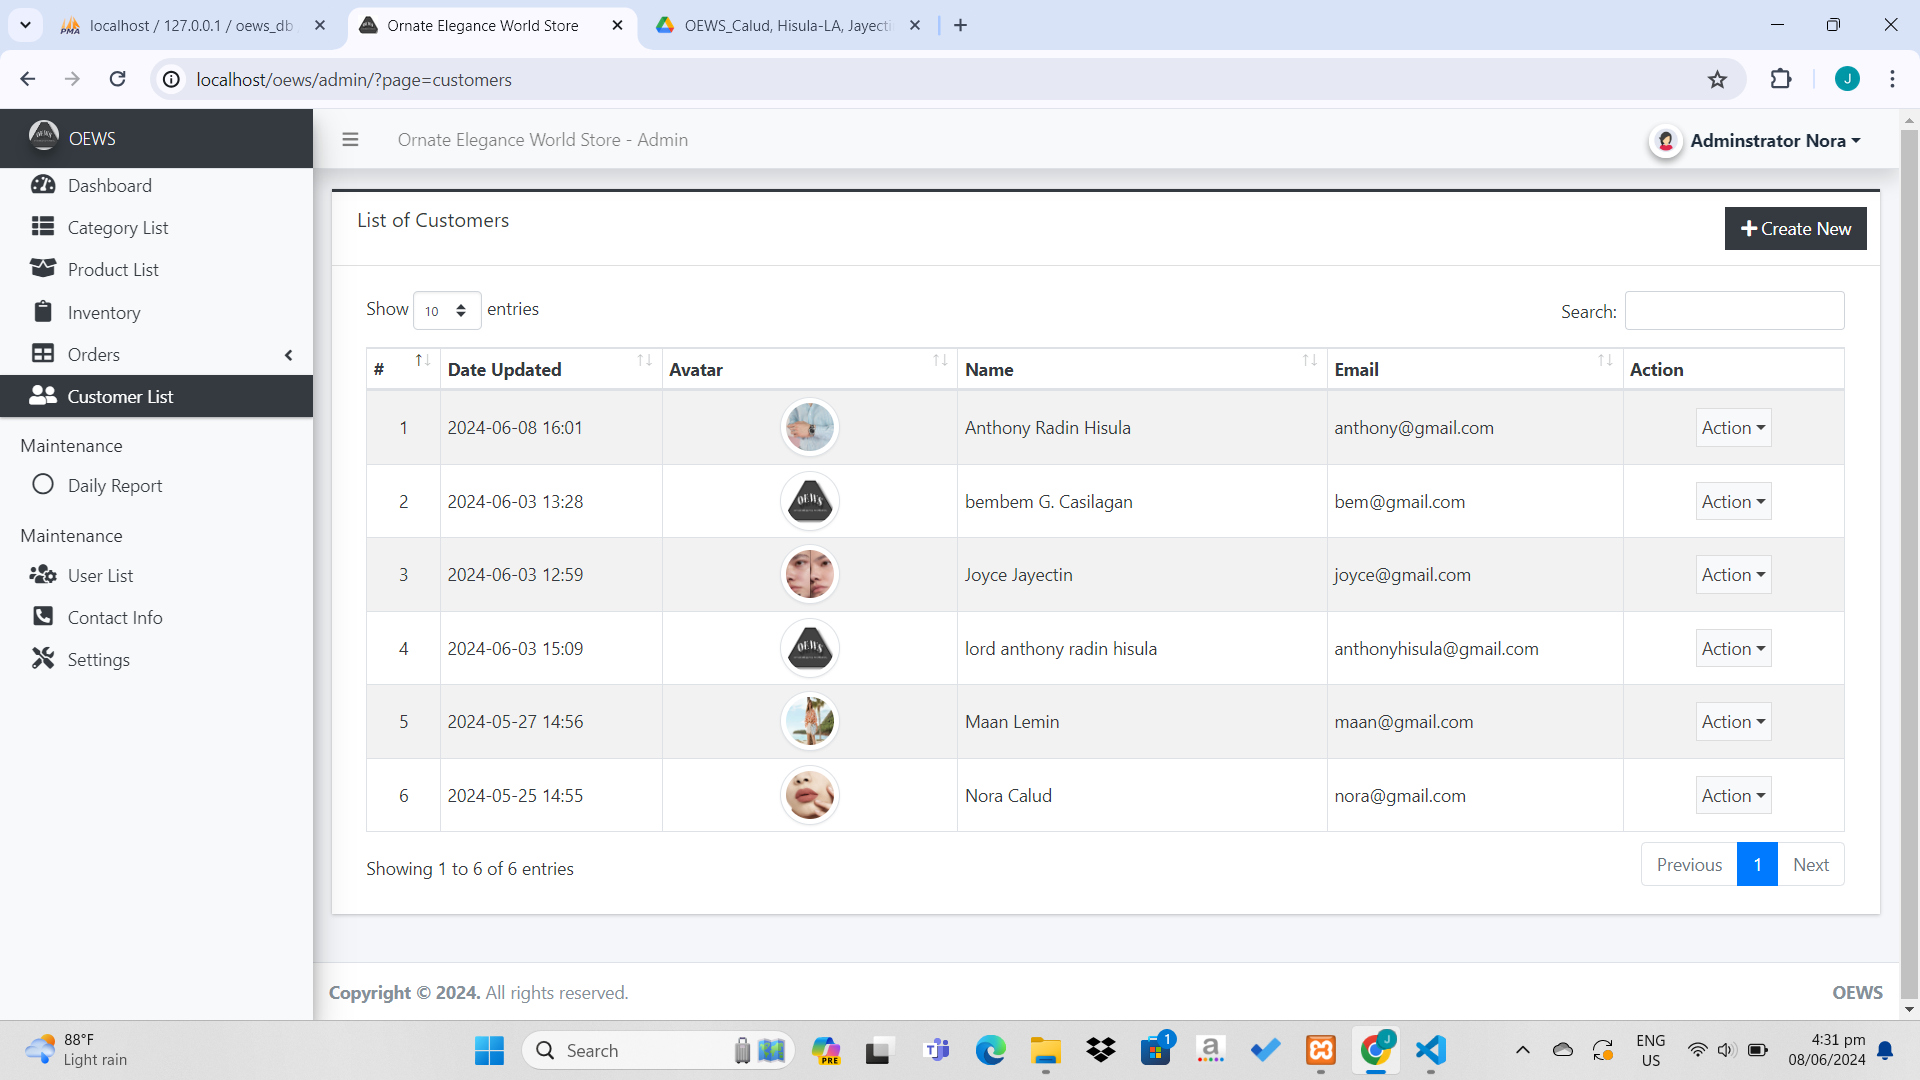 localhost / 127.0.0.1 / oews_db
Ornate Elegance World Store
OEWS_Calud, Hisula-LA, Jayecti
localhost/oews/admin/?page=customers
J
OEWS
Ornate Elegance World Store - Admin
Adminstrator Nora
Dashboard
Category List
Product List
Inventory
Orders
Customer List
Maintenance
Daily Report
Maintenance
User List
Contact Info
Settings
List of Customers
Create New
Show 10 entries
Search:
# Date Updated Avatar Name Email Action
1 2024-06-08 16:01 Anthony Radin Hisula anthony@gmail.com Action
2 2024-06-03 13:28 OEWS bembem G. Casilagan bem@gmail.com Action
3 2024-06-03 12:59 Joyce Jayectin joyce@gmail.com Action
4 2024-06-03 15:09 OEWS lord anthony radin hisula anthonyhisula@gmail.com Action
5 2024-05-27 14:56 Maan Lemin maan@gmail.com Action
6 2024-05-25 14:55 Nora Calud nora@gmail.com Action
Showing 1 to 6 of 6 entries
Previous 1 Next
Copyright © 2024. All rights reserved.
OEWS
88°F
Light rain
Search
PRE
1
a
J
ENG
US
4:31 pm
08/06/2024